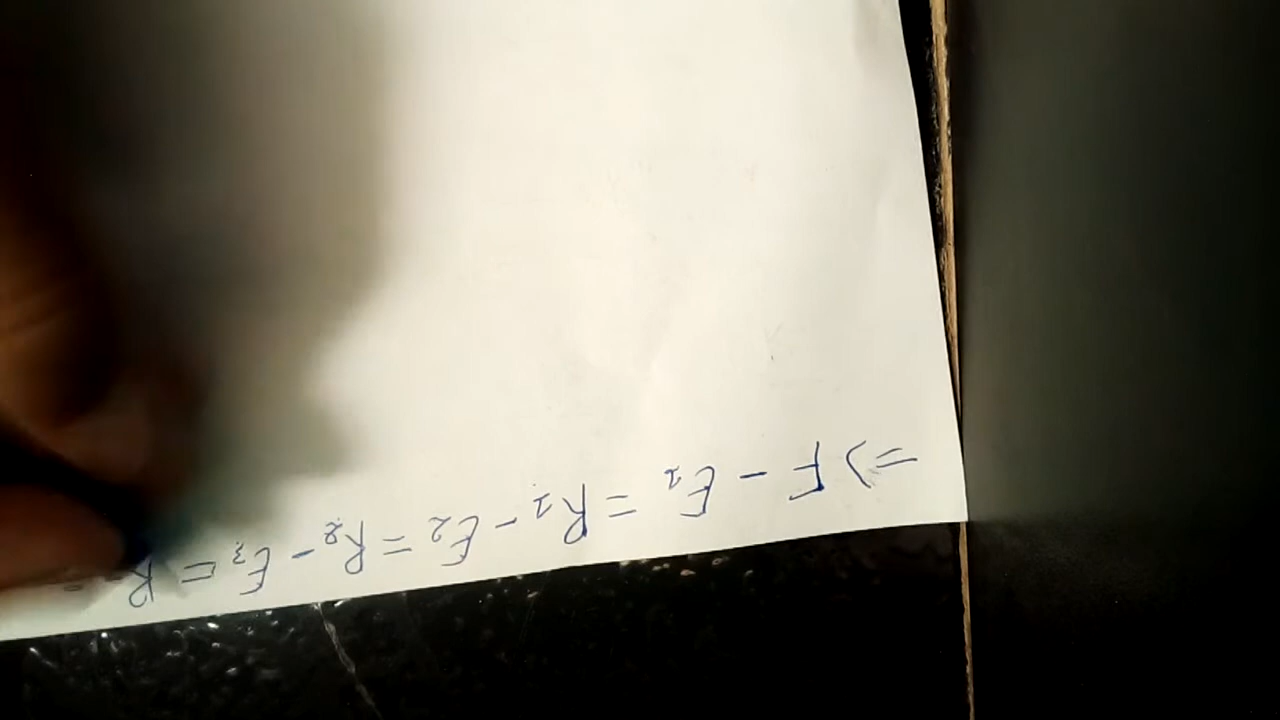 => F - E1 = R1 - E2 = R2 - E3 = R